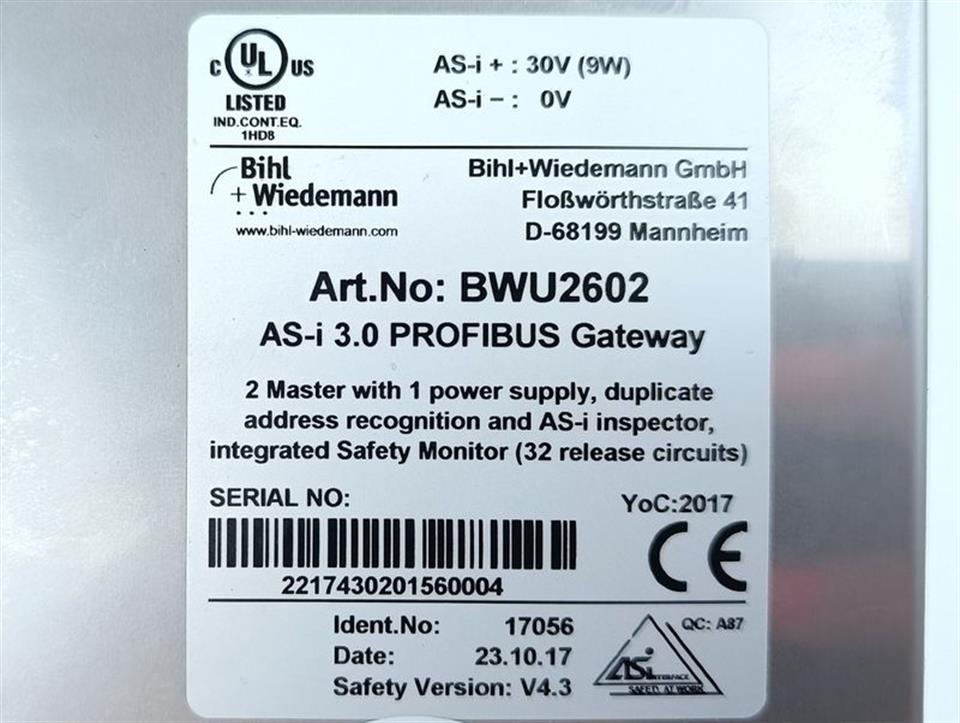 C UL US
LISTED
IND.CONT.EQ.
1HD8
AS-i + : 30V (9W)
AS-i – : 0V
Bihl
+ Wiedemann
www.bihl-wiedemann.com
Bihl+Wiedemann GmbH
Floßwörthstraße 41
D-68199 Mannheim
Art.No: BWU2602
AS-i 3.0 PROFIBUS Gateway
2 Master with 1 power supply, duplicate
address recognition and AS-i inspector,
integrated Safety Monitor (32 release circuits)
SERIAL NO:
YoC:2017
CE
2217430201560004
Ident.No: 17056
Date: 23.10.17
Safety Version: V4.3
QC: A87
ASi
INTERFACE
SAFETY AT WORK